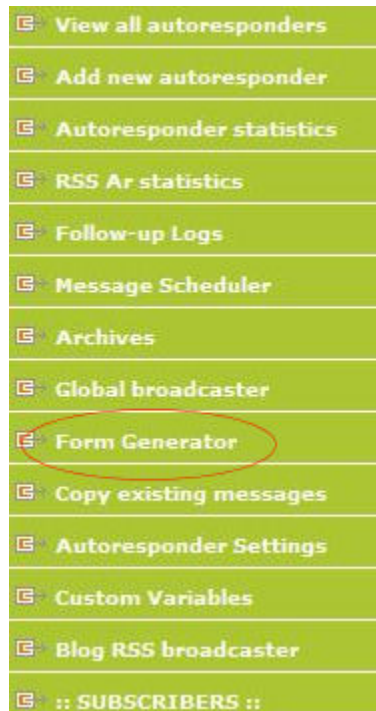 View all autoresponders
Add new autoresponder
Autoresponder statistics
RSS Ar statistics
Follow-up Logs
Message Scheduler
Archives
Global broadcaster
Form Generator
Copy existing messages
Autoresponder Settings
Custom Variables
Blog RSS broadcaster
:: SUBSCRIBERS ::